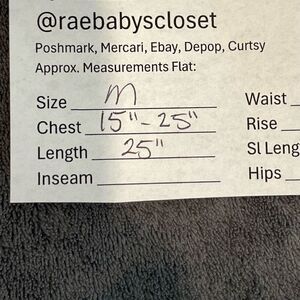 @raebabyscloset
Poshmark, Mercari, Ebay, Depop, Curtsy
Approx. Measurements Flat:
Size m Waist
Chest 15" - 25" Rise
Length 25" Sl Leng
Inseam Hips